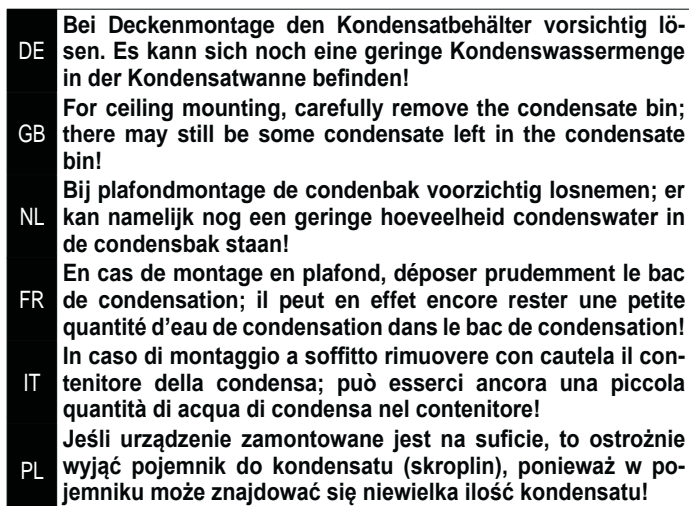 Bei Deckenmontage den Kondensatbehälter vorsichtig lö-
DE sen. Es kann sich noch eine geringe Kondenswassermenge
in der Kondensatwanne befinden!
For ceiling mounting, carefully remove the condensate bin;
GB there may still be some condensate left in the condensate
bin!
Bij plafondmontage de condenbak voorzichtig losnemen; er
NL kan namelijk nog een geringe hoeveelheid condenswater in
de condensbak staan!
En cas de montage en plafond, déposer prudemment le bac
FR de condensation; il peut en effet encore rester une petite
quantité d'eau de condensation dans le bac de condensation!
In caso di montaggio a soffitto rimuovere con cautela il con-
IT tenitore della condensa; può esserci ancora una piccola
quantità di acqua di condensa nel contenitore!
Jeśli urządzenie zamontowane jest na suficie, to ostrożnie
PL wyjąć pojemnik do kondensatu (skroplin), ponieważ w po-
jemniku może znajdować się niewielka ilość kondensatu!